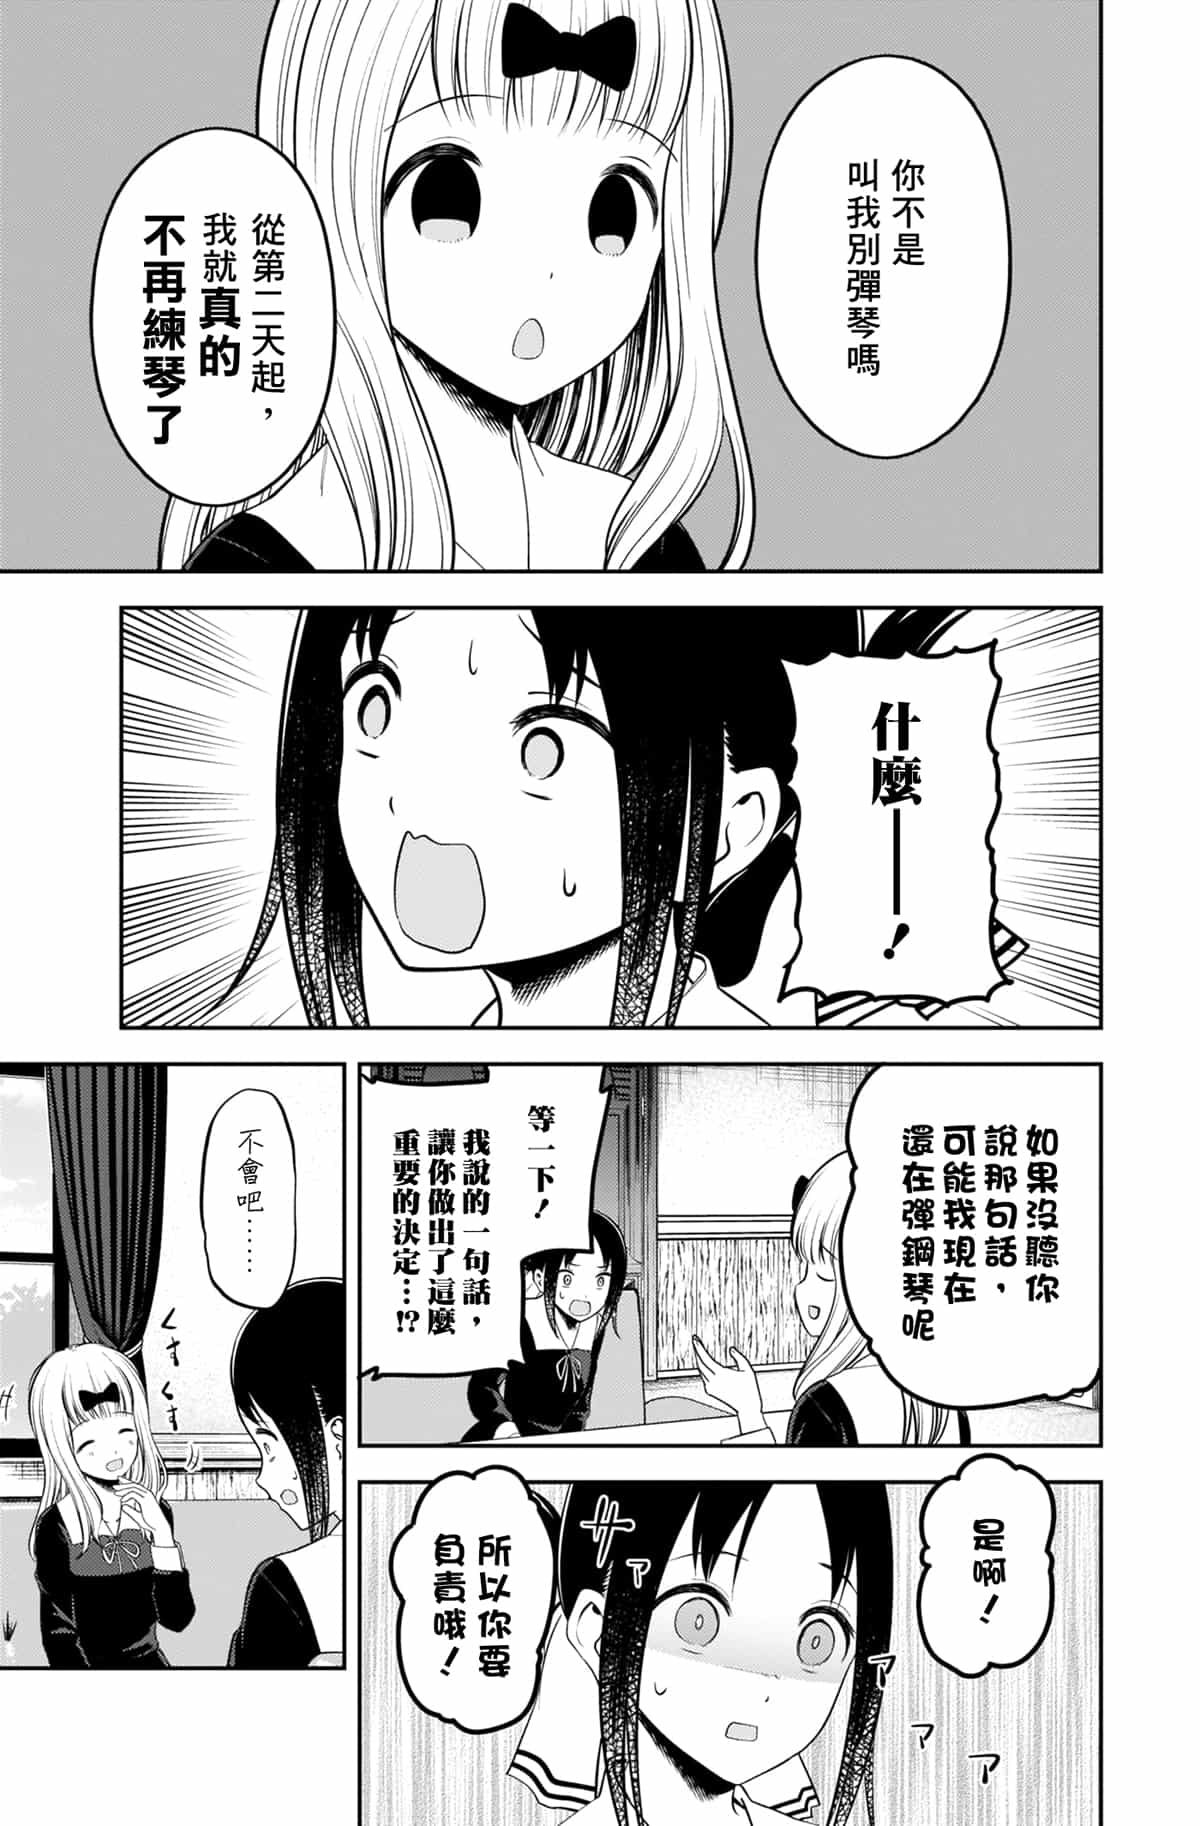 你不是
叫我別彈琴嗎
從第二天起，
我就真的
不再練琴了
什麼——！
如果沒聽你
說那句話，
可能我現在
還在彈鋼琴呢
等一下！
我說的一句話，
讓你做出了這麼
重要的決定…!?
不會吧……
くすくす
くすくす
是啊！
所以你要
負責哦！
サァァァァ